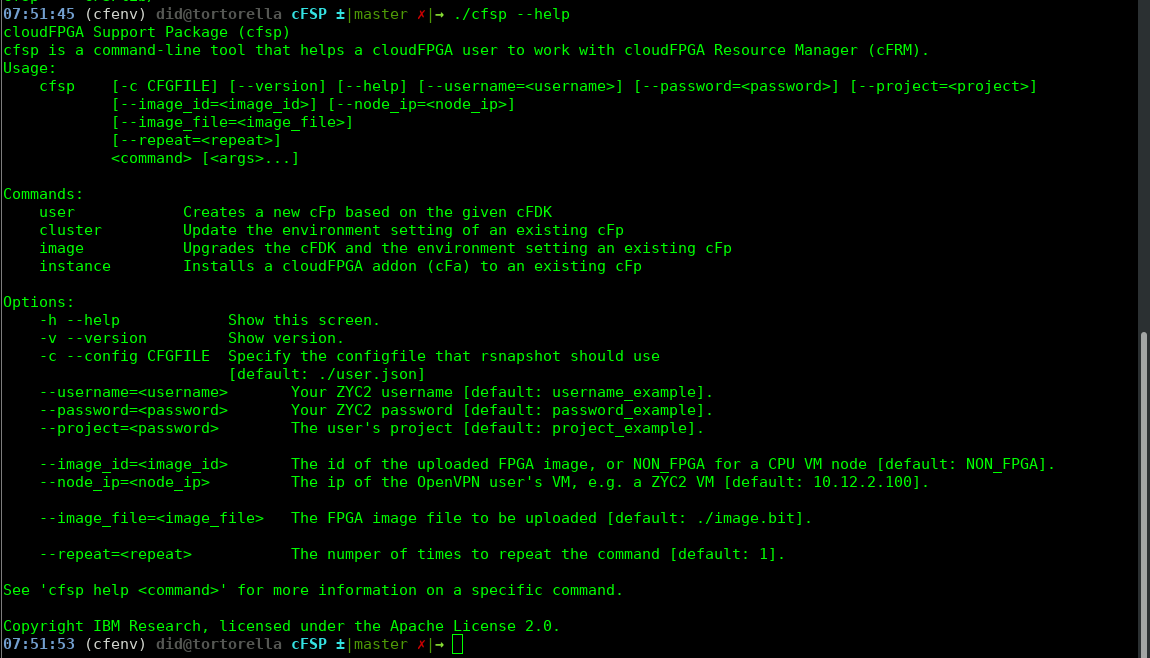 07:51:45 (cfenv) did@tortorella cFSP ±|master ✗|→ ./cfsp --help
cloudFPGA Support Package (cfsp)
cfsp is a command-line tool that helps a cloudFPGA user to work with cloudFPGA Resource Manager (cFRM).
Usage:
    cfsp    [-c CFGFILE] [--version] [--help] [--username=<username>] [--password=<password>] [--project=<project>]
            [--image_id=<image_id>] [--node_ip=<node_ip>]
            [--image_file=<image_file>]
            [--repeat=<repeat>]
            <command> [<args>...]

Commands:
    user            Creates a new cFp based on the given cFDK
    cluster         Update the environment setting of an existing cFp
    image           Upgrades the cFDK and the environment setting an existing cFp
    instance        Installs a cloudFPGA addon (cFa) to an existing cFp

Options:
    -h --help            Show this screen.
    -v --version         Show version.
    -c --config CFGFILE  Specify the configfile that rsnapshot should use
                         [default: ./user.json]
    --username=<username>       Your ZYC2 username [default: username_example].
    --password=<password>       Your ZYC2 password [default: password_example].
    --project=<password>        The user's project [default: project_example].

    --image_id=<image_id>       The id of the uploaded FPGA image, or NON_FPGA for a CPU VM node [default: NON_FPGA].
    --node_ip=<node_ip>         The ip of the OpenVPN user's VM, e.g. a ZYC2 VM [default: 10.12.2.100].

    --image_file=<image_file>   The FPGA image file to be uploaded [default: ./image.bit].

    --repeat=<repeat>           The numper of times to repeat the command [default: 1].

See 'cfsp help <command>' for more information on a specific command.

Copyright IBM Research, licensed under the Apache License 2.0.
07:51:53 (cfenv) did@tortorella cFSP ±|master ✗|→